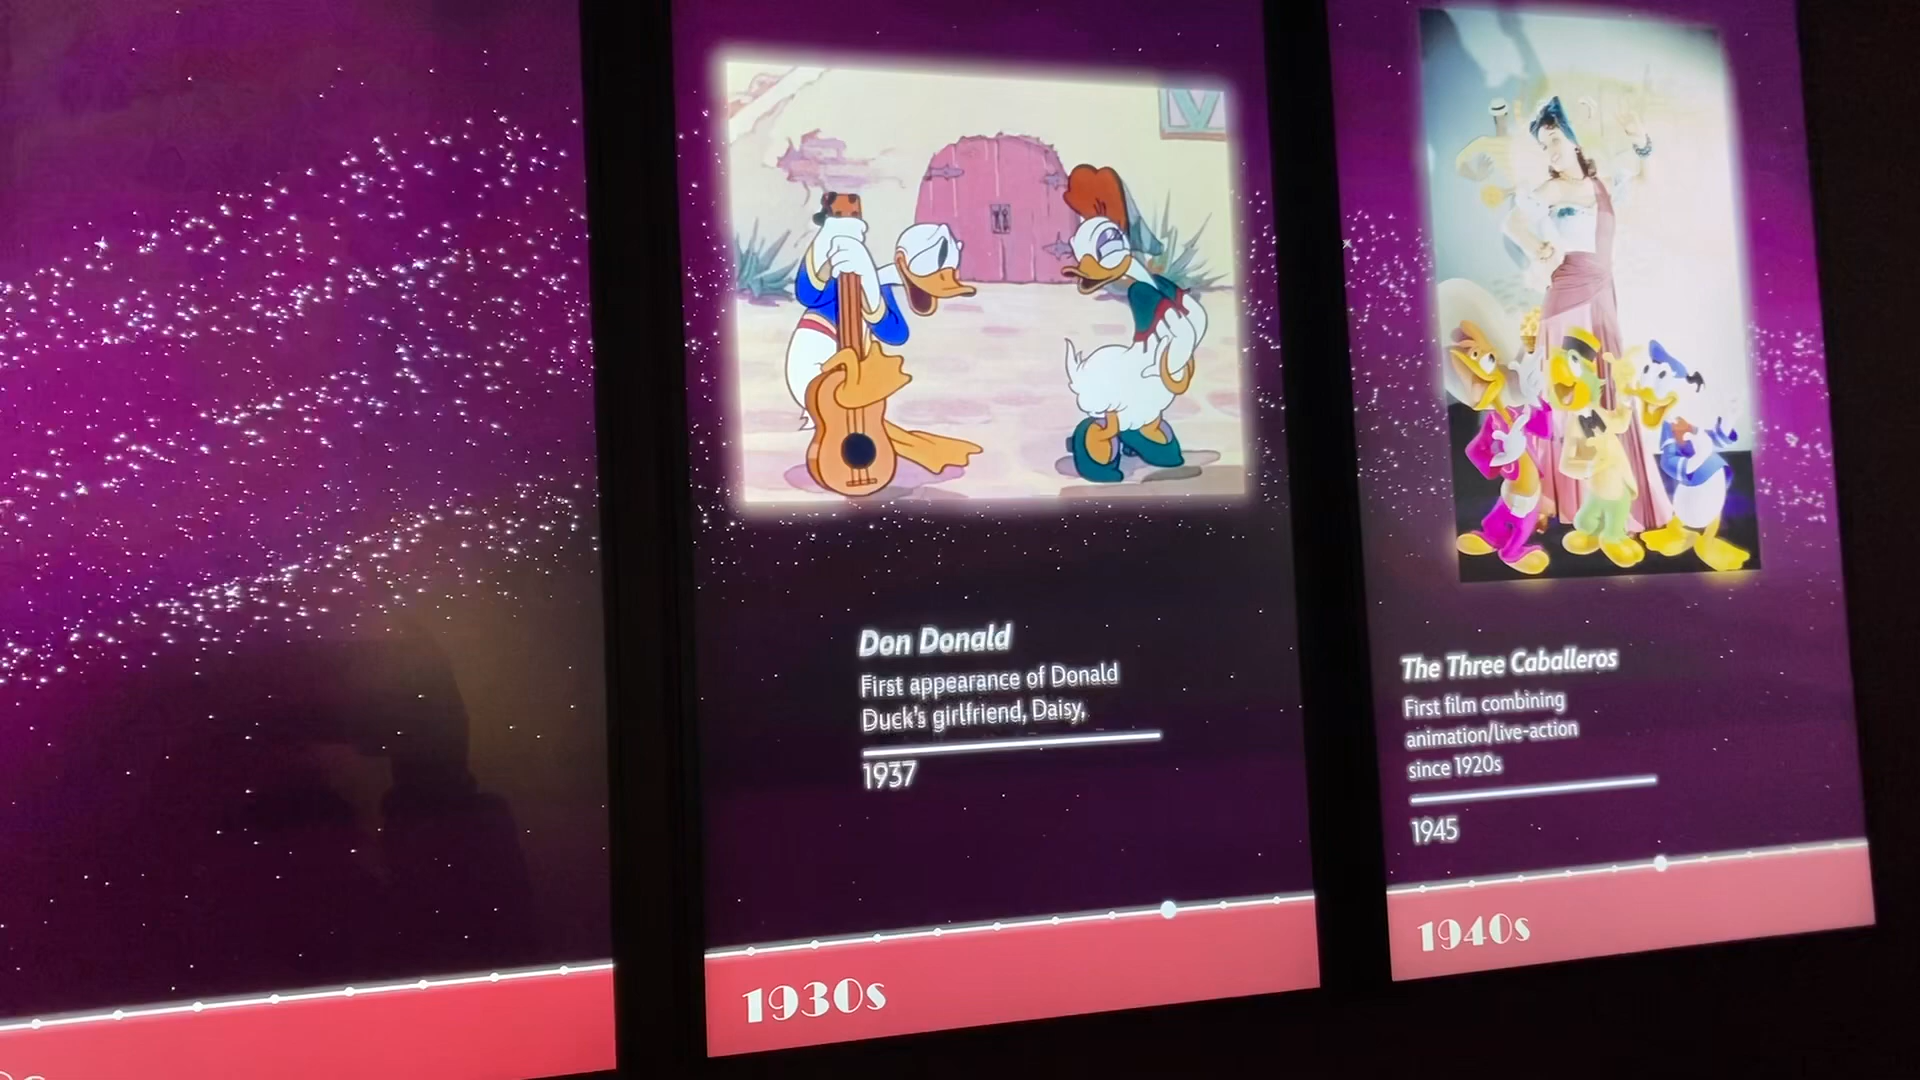 Don Donald
First appearance of Donald
Duck's girlfriend, Daisy,
1937
1930s
The Three Caballeros
First film combining
animation/live-action
since 1920s
1945
1940s